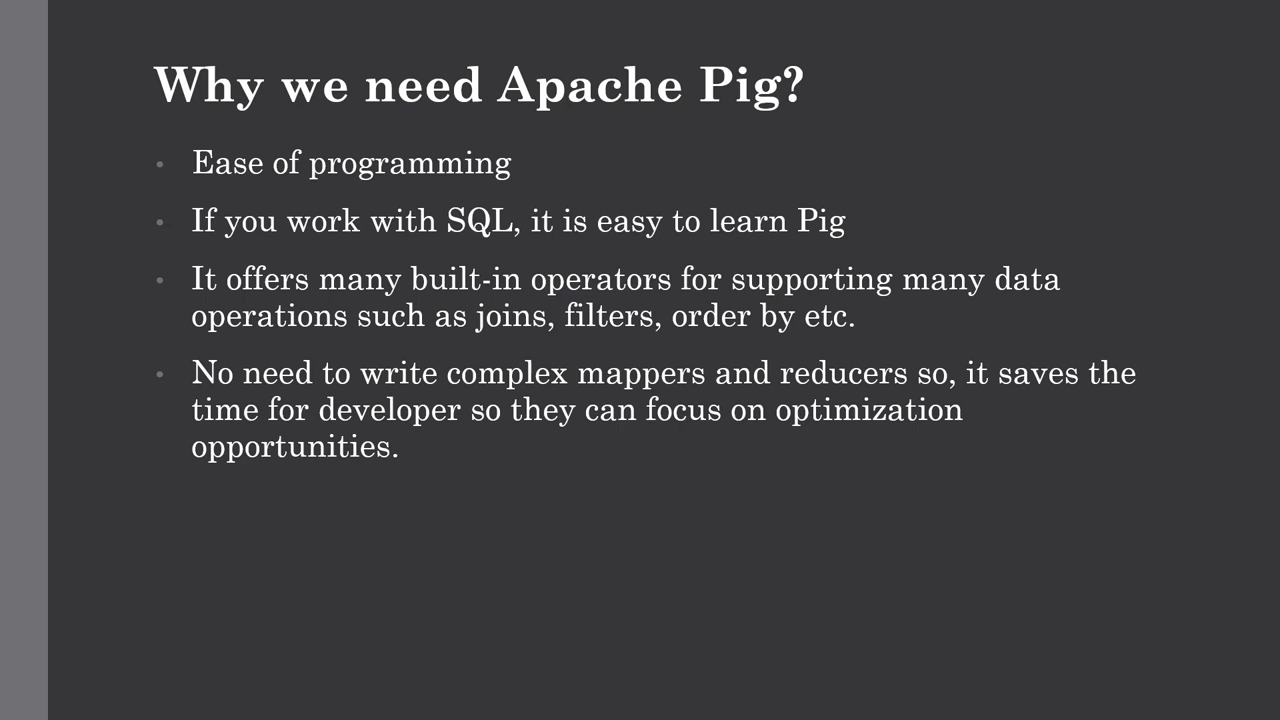 Why we need Apache Pig?
• Ease of programming
• If you work with SQL, it is easy to learn Pig
• It offers many built-in operators for supporting many data
operations such as joins, filters, order by etc.
• No need to write complex mappers and reducers so, it saves the
time for developer so they can focus on optimization
opportunities.